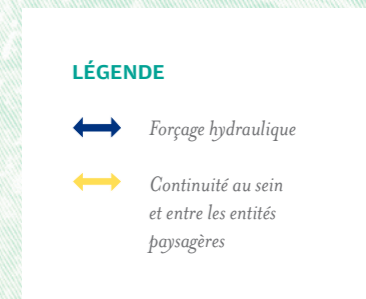 LÉGENDE
Forçage hydraulique
Continuité au sein
et entre les entités
paysagères